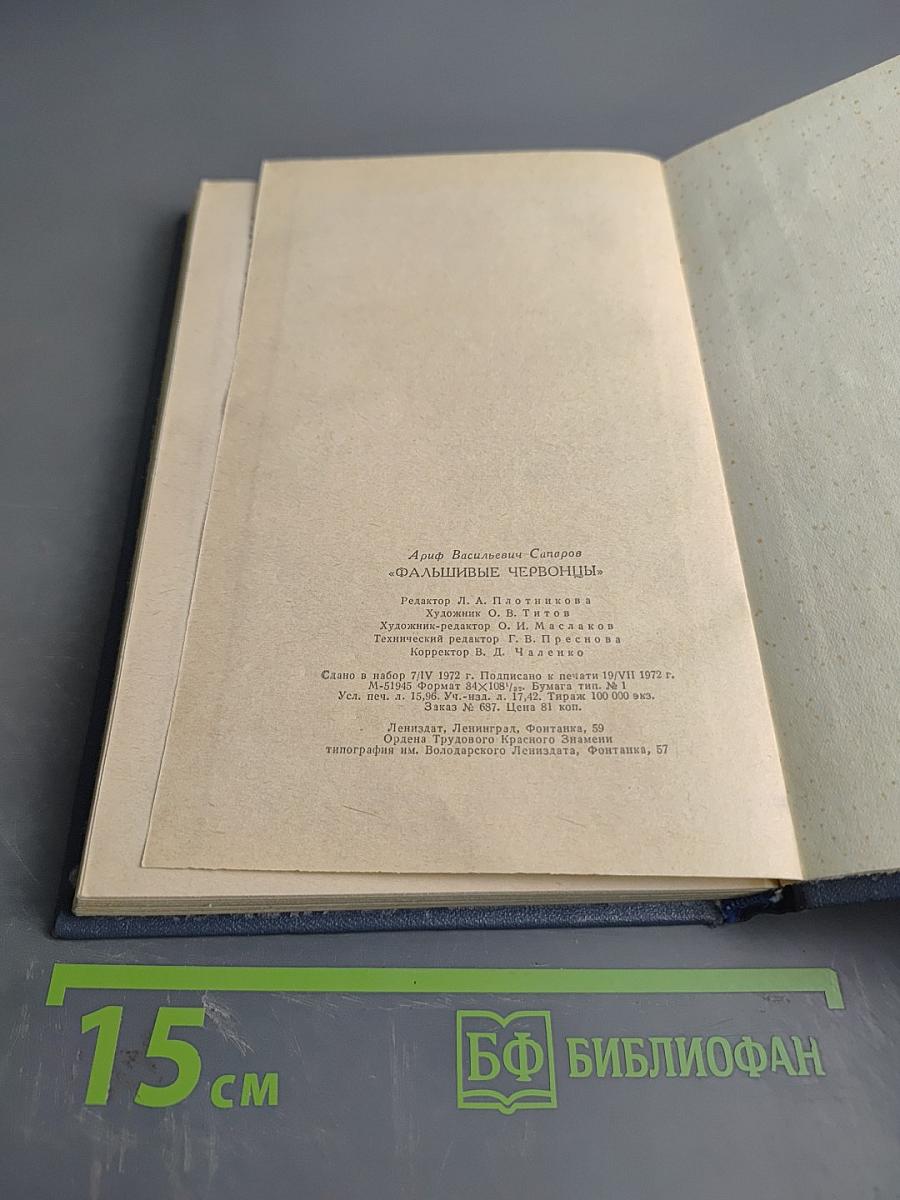 Ариф Васильевич Сапаров
«ФАЛЬШИВЫЕ ЧЕРВОНЦЫ»
Редактор Л. А. Плотникова
Художник О. В. Титов
Художник-редактор О. И. Маслаков
Технический редактор Г. В. Преснова
Корректор В. Д. Чаленко
Сдано в набор 7/IV 1972 г. Подписано к печати 19/VII 1972 г.
М-51945 Формат 84×108¹/₃₂. Бумага тип. № 1
Усл. печ. л. 15,96. Уч.-изд. л. 17,42. Тираж 100 000 экз.
Заказ № 687. Цена 81 коп.
Лениздат, Ленинград, Фонтанка, 59
Ордена Трудового Красного Знамени
типография им. Володарского Лениздата, Фонтанка, 57
15 см
БФ БИБЛИОФАН